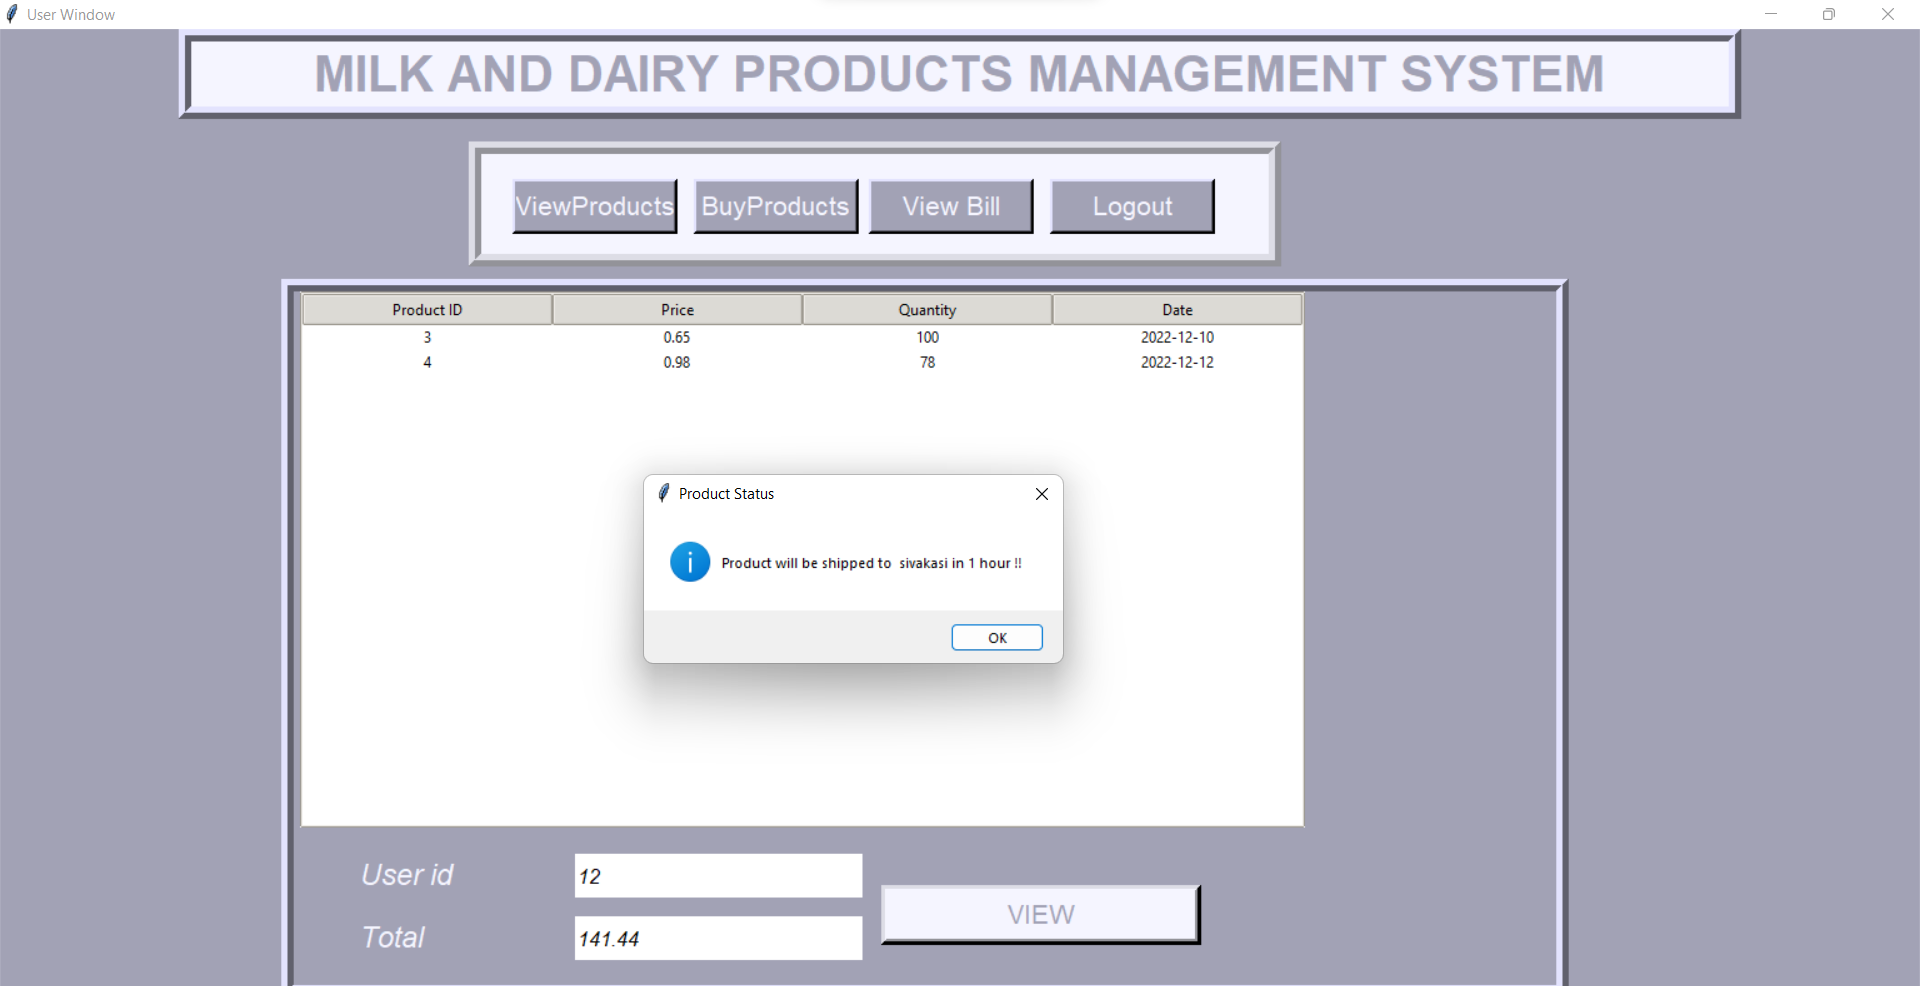 User Window
MILK AND DAIRY PRODUCTS MANAGEMENT SYSTEM
ViewProducts BuyProducts View Bill Logout
Product ID Price Quantity Date
3 0.65 100 2022-12-10
4 0.98 78 2022-12-12
Product Status
Product will be shipped to  sivakasi in 1 hour !!
OK
User id 12
VIEW
Total 141.44